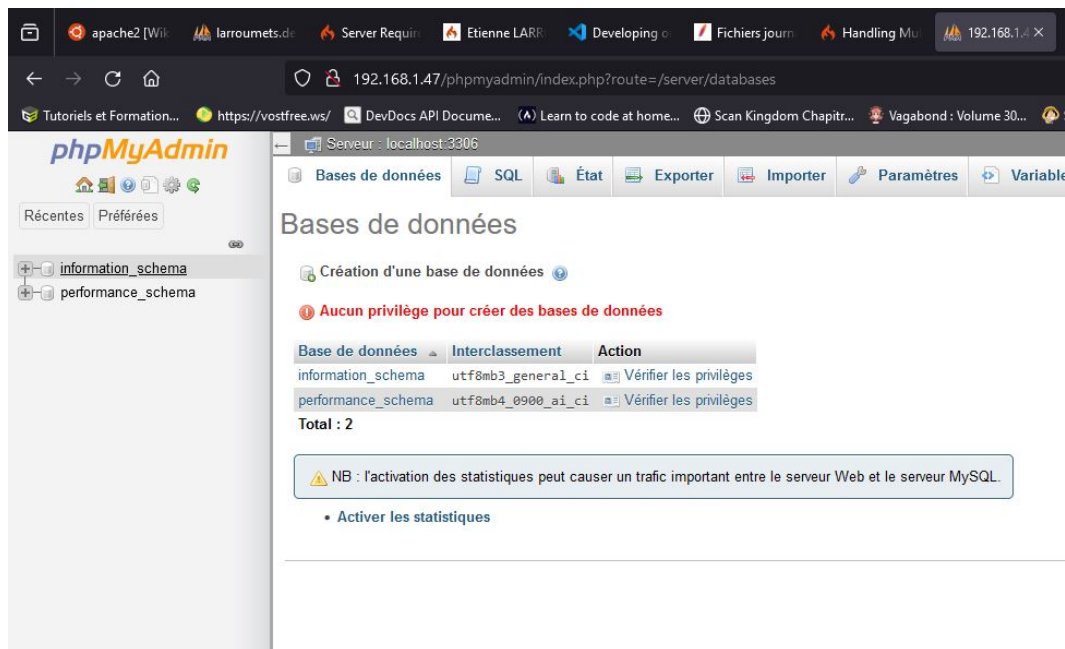 apache2 [Wik
larroumets.de
Server Requin
Etienne LARR
Developing o
Fichiers journ
Handling Mul
192.168.1.4
192.168.1.47/phpmyadmin/index.php?route=/server/databases
Tutoriels et Formation...
https://vostfree.ws/
DevDocs API Docume...
Learn to code at home...
Scan Kingdom Chapitr...
Vagabond : Volume 30...
phpMyAdmin
Récentes
Préférées
information_schema
performance_schema
Serveur : localhost:3306
Bases de données
SQL
État
Exporter
Importer
Paramètres
Variable
Bases de données
Création d'une base de données
Aucun privilège pour créer des bases de données
Base de données Interclassement Action
information_schema utf8mb3_general_ci Vérifier les privilèges
performance_schema utf8mb4_0900_ai_ci Vérifier les privilèges
Total : 2
NB : l'activation des statistiques peut causer un trafic important entre le serveur Web et le serveur MySQL.
• Activer les statistiques